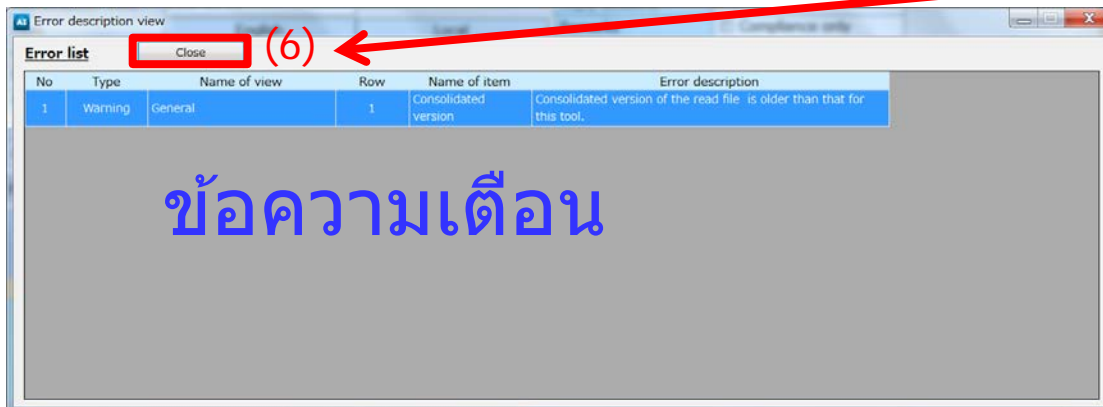 Error description view
Compliance only
Error list
Close
(6)
No Type Name of view Row Name of item Error description
1 Warning General 1 Consolidated version Consolidated version of the read file is older than that for this tool.
ข้อความเตือน